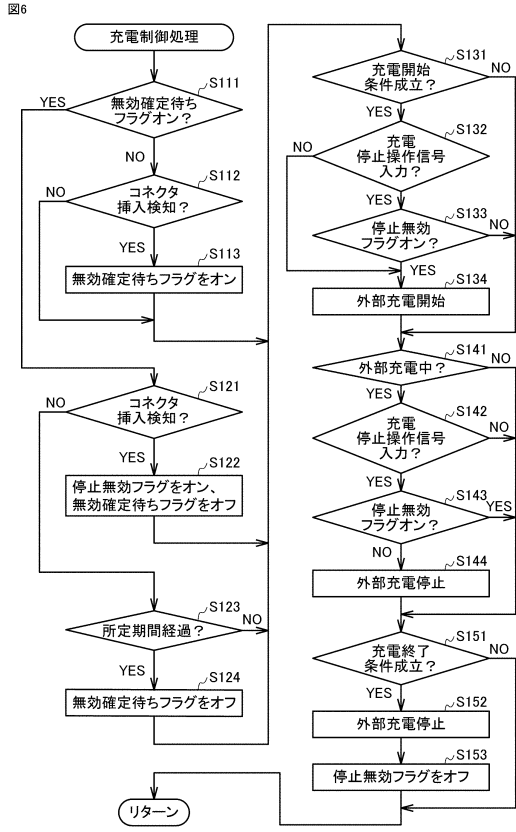 図6
充電制御処理
S111
無効確定待ち
フラグオン？
YES
NO
S112
コネクタ
挿入検知？
NO
YES
S113
無効確定待ちフラグをオン
S121
コネクタ
挿入検知？
NO
YES
S122
停止無効フラグをオン、
無効確定待ちフラグをオフ
S123
所定期間経過？
NO
YES
S124
無効確定待ちフラグをオフ
S131
充電開始
条件成立？
NO
YES
S132
充電
停止操作信号
入力？
NO
YES
S133
停止無効
フラグオン？
NO
YES
S134
外部充電開始
S141
外部充電中？
NO
YES
S142
充電
停止操作信号
入力？
NO
YES
S143
停止無効
フラグオン？
YES
NO
S144
外部充電停止
S151
充電終了
条件成立？
NO
YES
S152
外部充電停止
S153
停止無効フラグをオフ
リターン